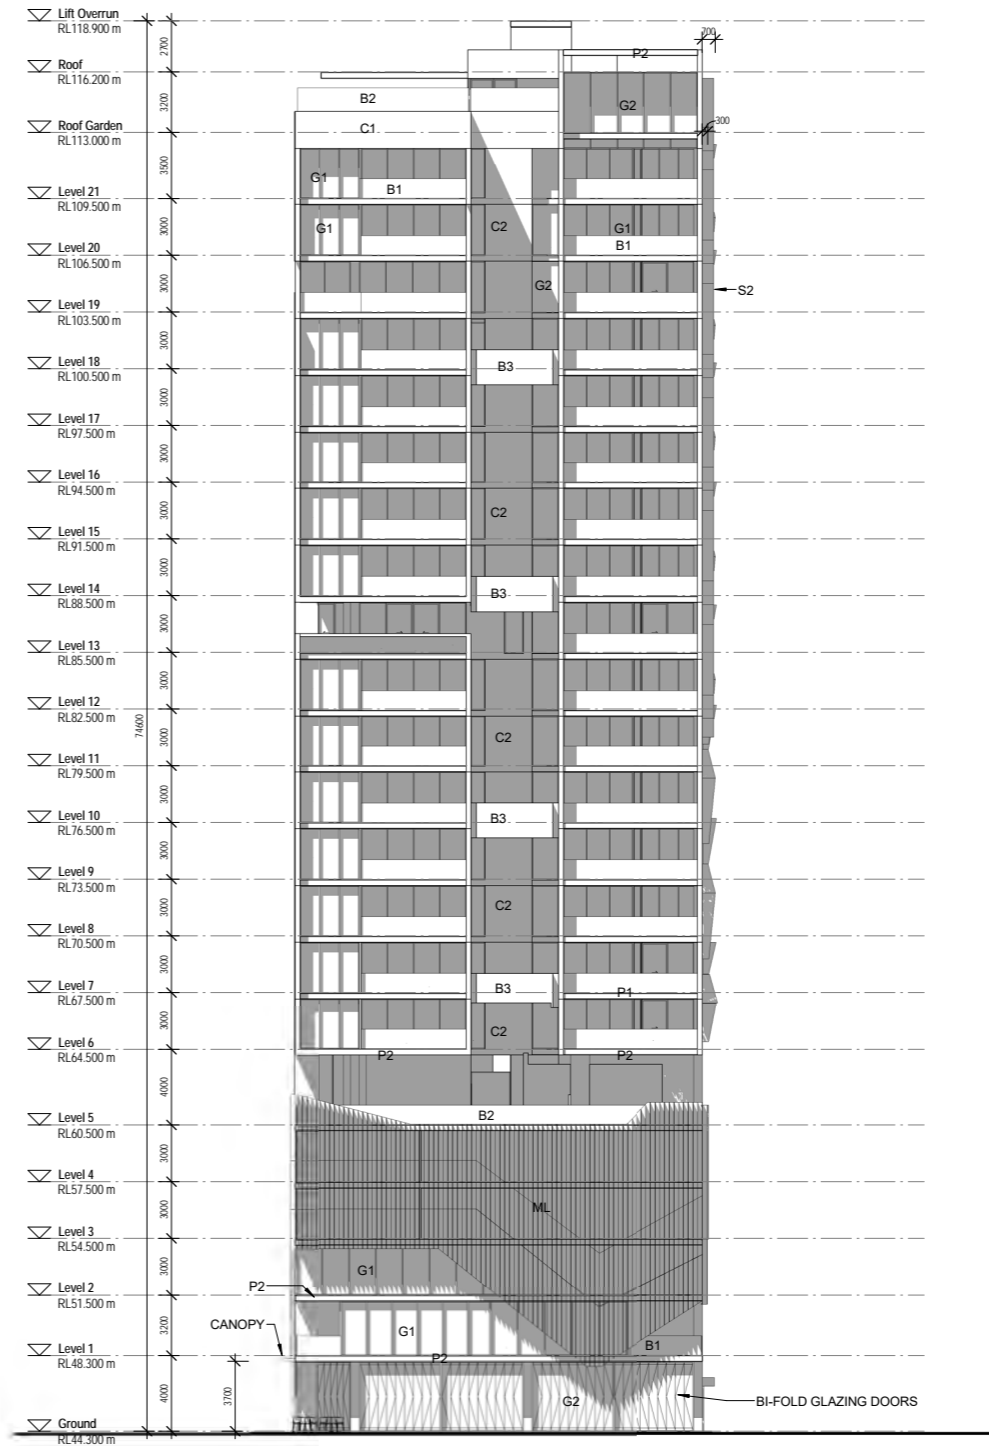 Lift Overrun
RL118.900 m
2700
700
Roof
RL116.200 m
P2
3200
B2
G2
C1
300
Roof Garden
RL113.000 m
3500
G1
B1
Level 21
RL109.500 m
3000
G1
C2
G1
B1
Level 20
RL106.500 m
3000
G2
S2
Level 19
RL103.500 m
3000
B3
Level 18
RL100.500 m
3000
Level 17
RL97.500 m
3000
Level 16
RL94.500 m
3000
C2
Level 15
RL91.500 m
3000
B3
Level 14
RL88.500 m
3000
Level 13
RL85.500 m
3000
Level 12
RL82.500 m
74600
3000
C2
Level 11
RL79.500 m
3000
B3
Level 10
RL76.500 m
3000
Level 9
RL73.500 m
3000
C2
Level 8
RL70.500 m
3000
B3
P1
Level 7
RL67.500 m
3000
C2
Level 6
RL64.500 m
P2
P2
4000
B2
Level 5
RL60.500 m
3000
Level 4
RL57.500 m
3000
ML
Level 3
RL54.500 m
3000
G1
P2
Level 2
RL51.500 m
3200
CANOPY
G1
B1
Level 1
RL48.300 m
P2
4000
3700
G2
BI-FOLD GLAZING DOORS
Ground
RL44.300 m